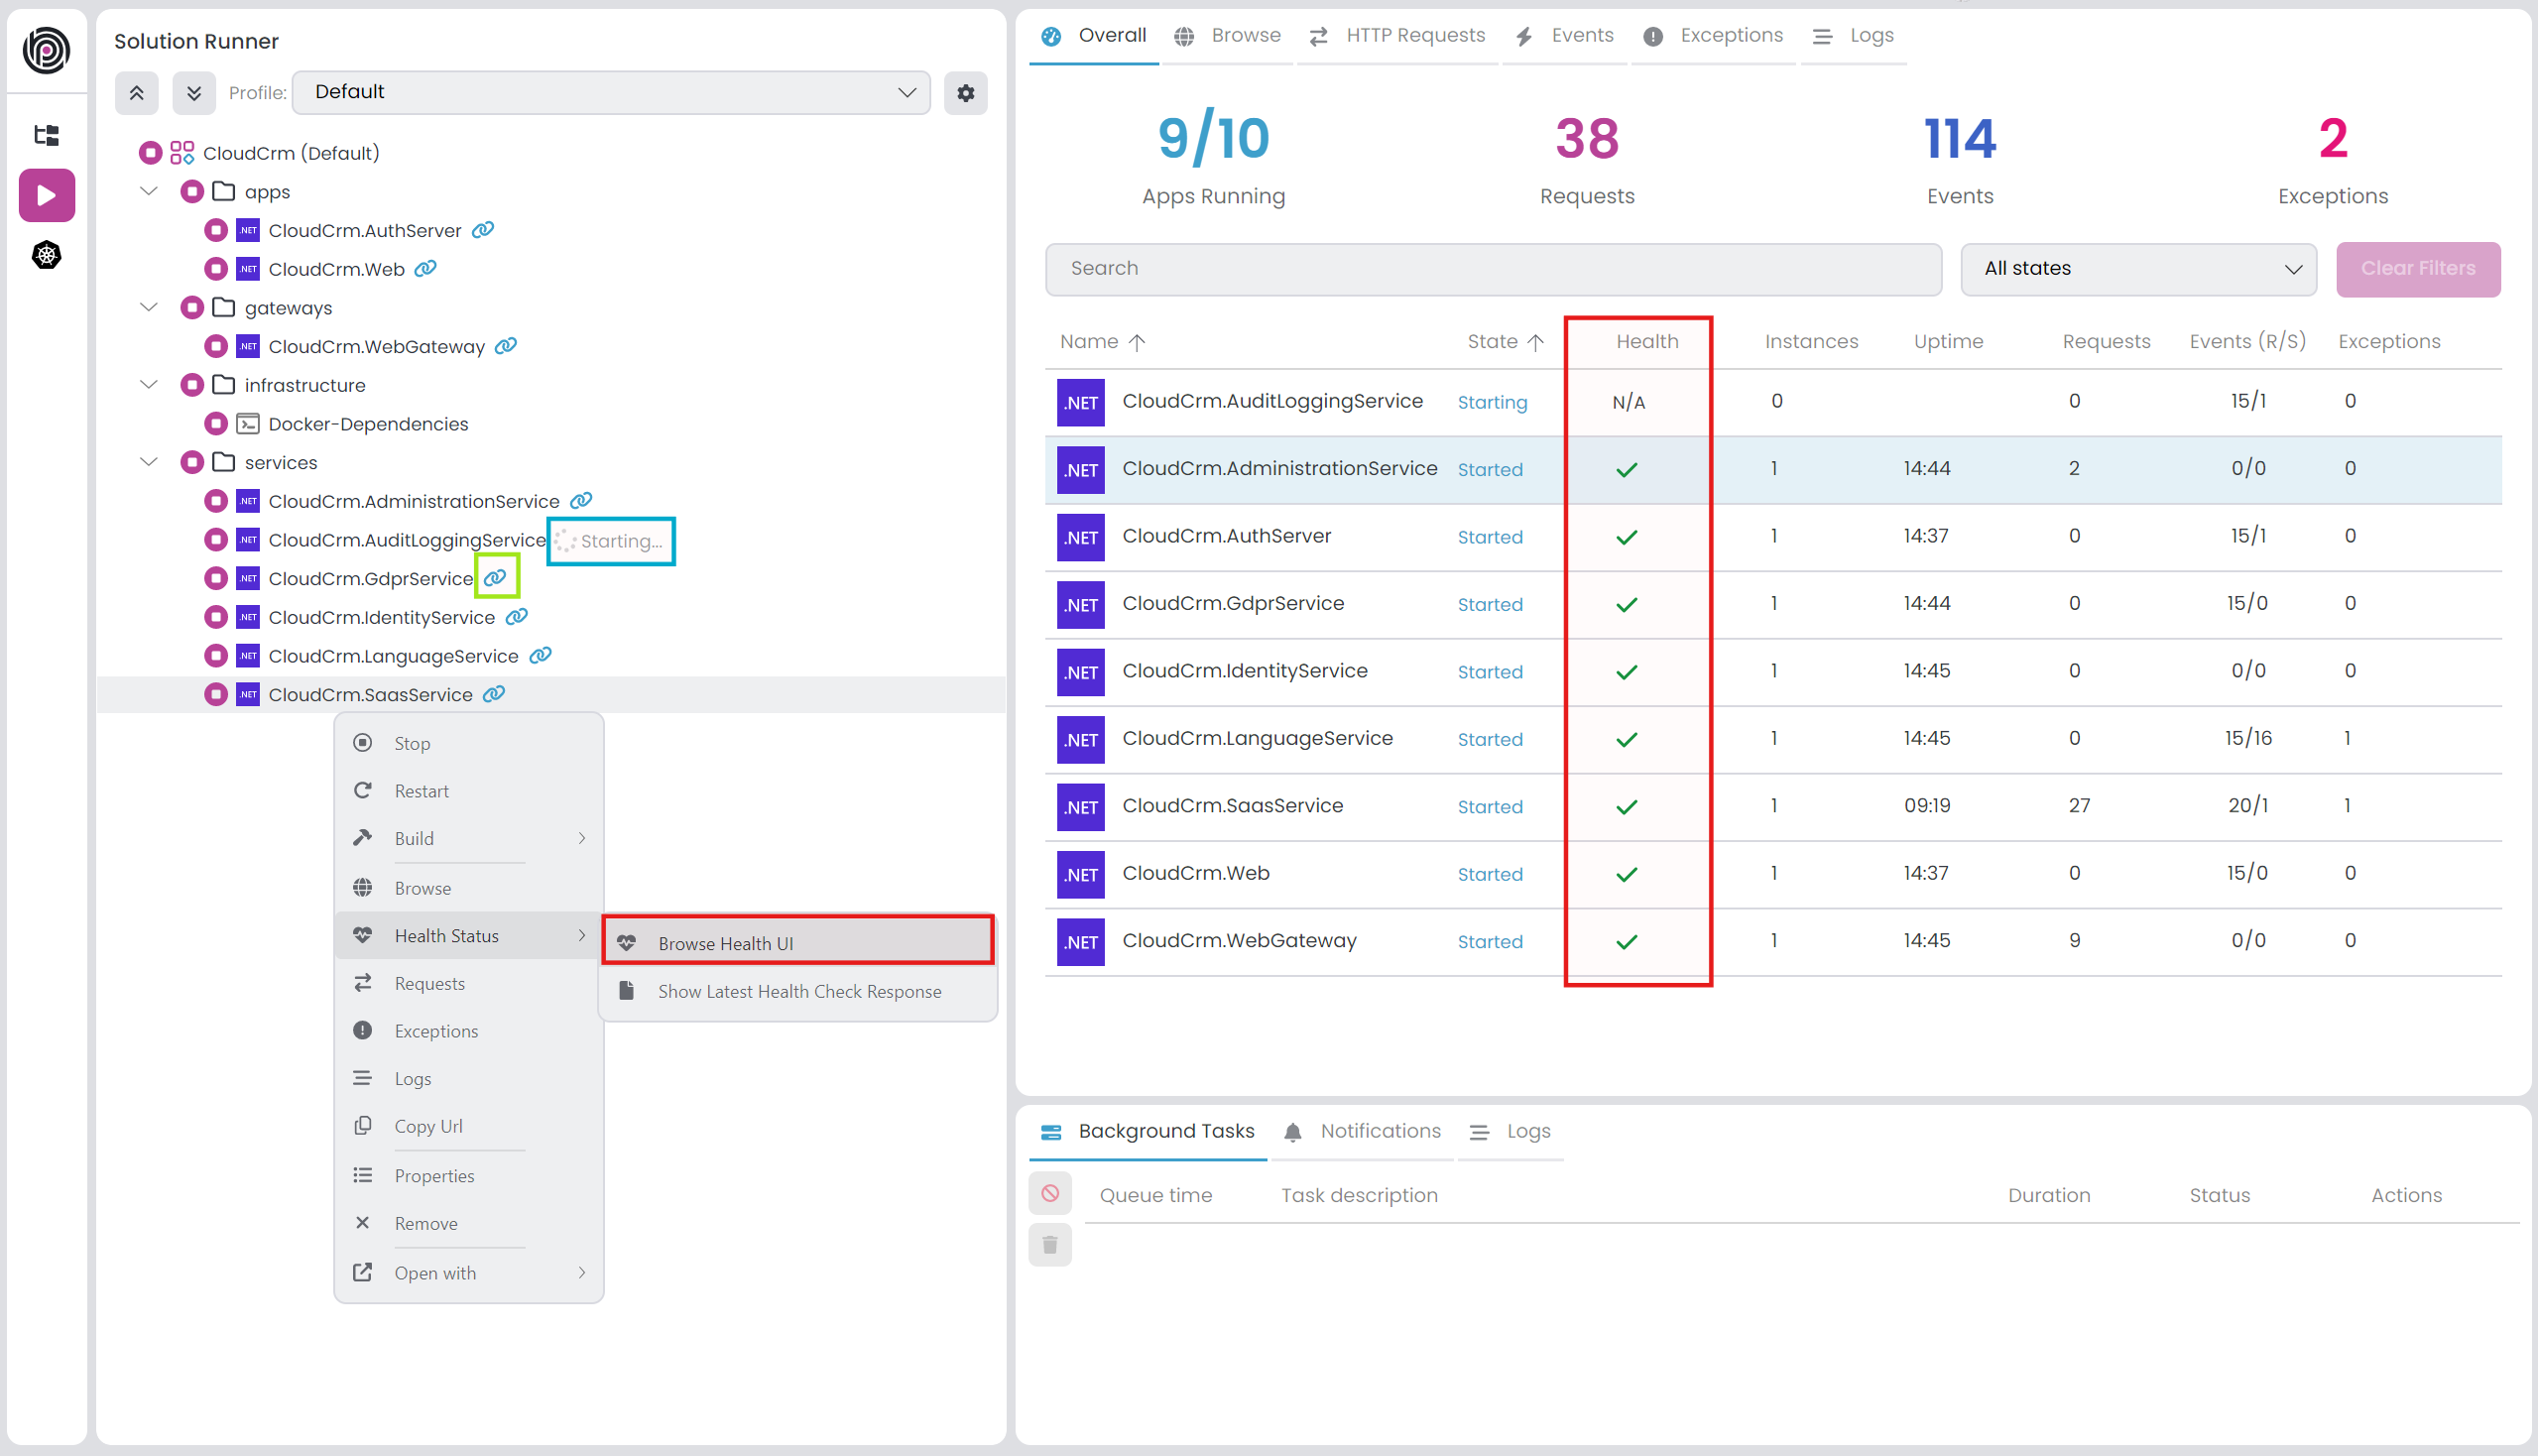 Solution Runner
Profile: Default
CloudCrm (Default)
apps
.NET CloudCrm.AuthServer
.NET CloudCrm.Web
gateways
.NET CloudCrm.WebGateway
infrastructure
Docker-Dependencies
services
.NET CloudCrm.AdministrationService
.NET CloudCrm.AuditLoggingService Starting...
.NET CloudCrm.GdprService
.NET CloudCrm.IdentityService
.NET CloudCrm.LanguageService
.NET CloudCrm.SaasService
Stop
Restart
Build
Browse
Health Status
Requests
Exceptions
Logs
Copy Url
Properties
Remove
Open with
Browse Health UI
Show Latest Health Check Response
Overall Browse HTTP Requests Events Exceptions Logs
9/10 38 114 2
Apps Running Requests Events Exceptions
Search All states Clear Filters
Name State Health Instances Uptime Requests Events (R/S) Exceptions
.NET CloudCrm.AuditLoggingService Starting N/A 0 0 15/1 0
.NET CloudCrm.AdministrationService Started 1 14:44 2 0/0 0
.NET CloudCrm.AuthServer Started 1 14:37 0 15/1 0
.NET CloudCrm.GdprService Started 1 14:44 0 15/0 0
.NET CloudCrm.IdentityService Started 1 14:45 0 0/0 0
.NET CloudCrm.LanguageService Started 1 14:45 0 15/16 1
.NET CloudCrm.SaasService Started 1 09:19 27 20/1 1
.NET CloudCrm.Web Started 1 14:37 0 15/0 0
.NET CloudCrm.WebGateway Started 1 14:45 9 0/0 0
Background Tasks Notifications Logs
Queue time Task description Duration Status Actions